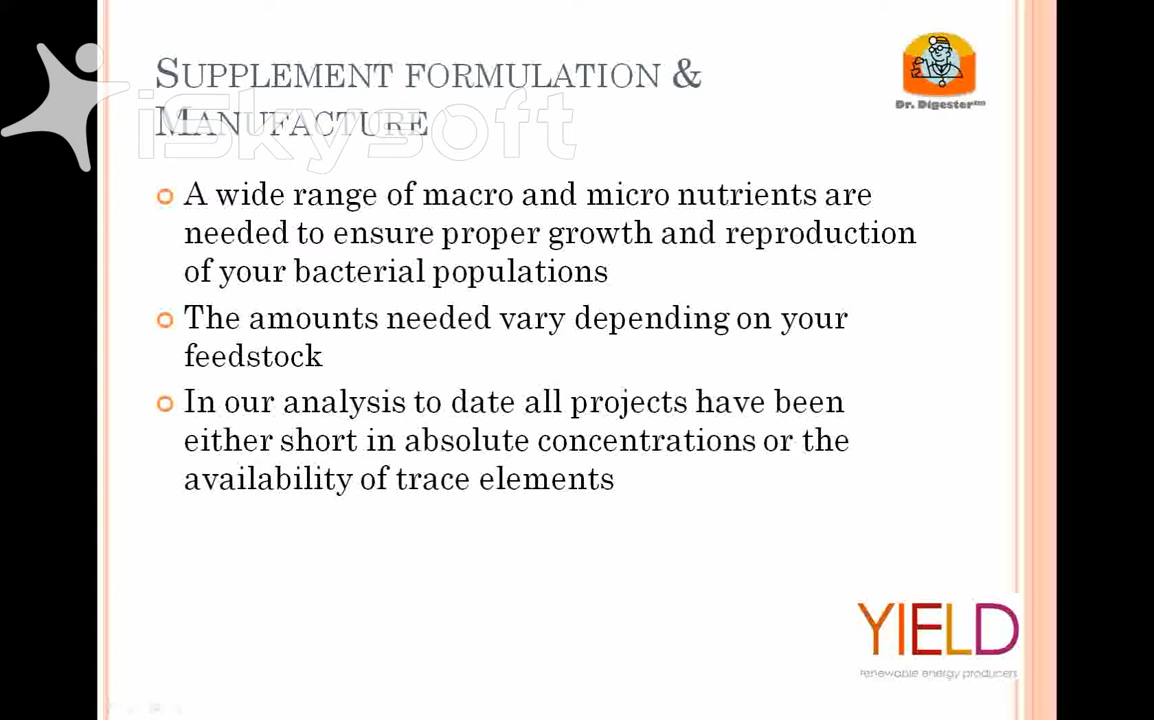 SUPPLEMENT FORMULATION &
MANUFACTURE
iSkysoft
Dr. Digester™
A wide range of macro and micro nutrients are
needed to ensure proper growth and reproduction
of your bacterial populations
The amounts needed vary depending on your
feedstock
In our analysis to date all projects have been
either short in absolute concentrations or the
availability of trace elements
YIELD
renewable energy producers